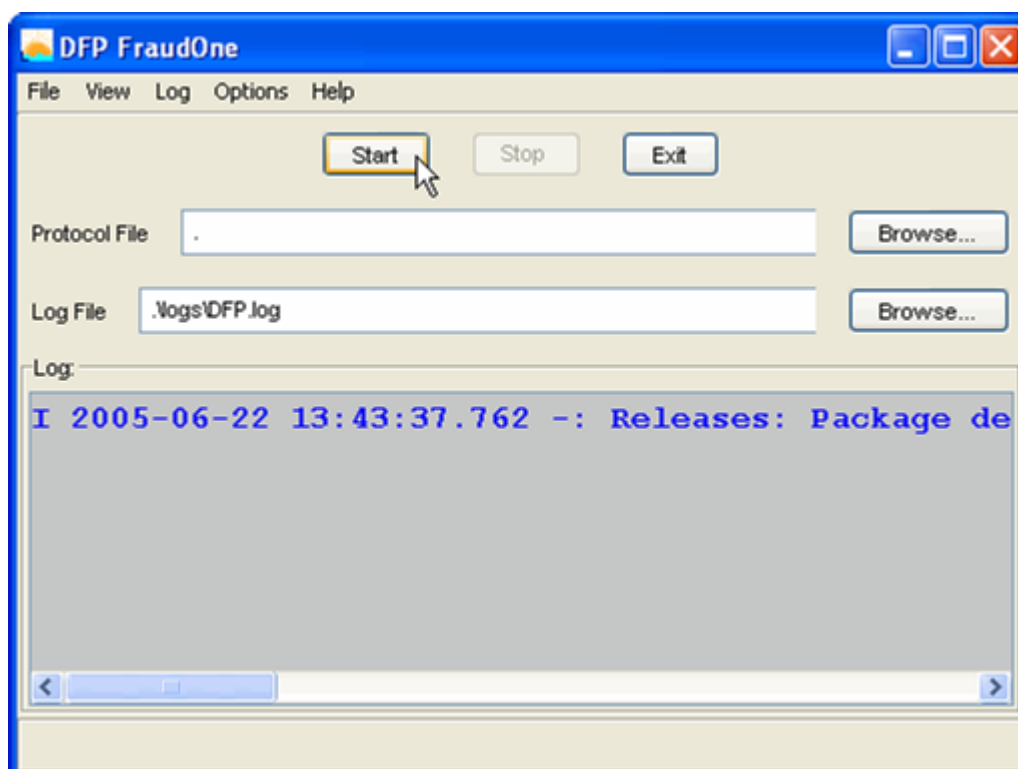 DFP FraudOne
File View Log Options Help
Start Stop Exit
Protocol File . Browse...
Log File .\logs\DFP.log Browse...
Log:
I 2005-06-22 13:43:37.762 -: Releases: Package de